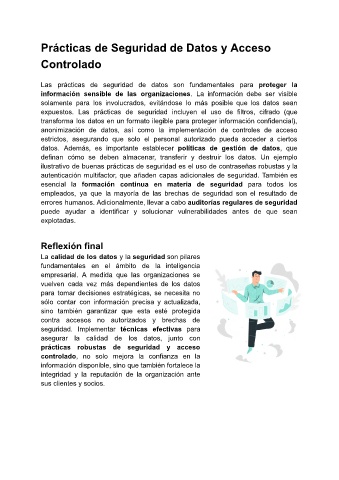 Prácticas de Seguridad de Datos y Acceso
Controlado
Las prácticas de seguridad de datos son fundamentales para proteger la
información sensible de las organizaciones. La información debe ser visible
solamente para los involucrados, evitándose lo más posible que los datos sean
expuestos. Las prácticas de seguridad incluyen el uso de filtros, cifrado (que
transforma los datos en un formato ilegible para proteger información confidencial),
anonimización de datos, así como la implementación de controles de acceso
estrictos, asegurando que solo el personal autorizado pueda acceder a ciertos
datos. Además, es importante establecer políticas de gestión de datos, que
definan cómo se deben almacenar, transferir y destruir los datos. Un ejemplo
illustrativo de buenas prácticas de seguridad es el uso de contraseñas robustas y la
autenticación multifactor, que añaden capas adicionales de seguridad. También es
esencial la formación continua en materia de seguridad para todos los
empleados, ya que la mayoría de las brechas de seguridad son el resultado de
errores humanos. Adicionalmente, llevar a cabo auditorías regulares de seguridad
puede ayudar a identificar y solucionar vulnerabilidades antes de que sean
explotadas.
Reflexión final
La calidad de los datos y la seguridad son pilares
fundamentales en el ámbito de la inteligencia
empresarial. A medida que las organizaciones se
vuelven cada vez más dependientes de los datos
para tomar decisiones estratégicas, se necesita no
sólo contar con información precisa y actualizada,
sino también garantizar que esta esté protegida
contra accesos no autorizados y brechas de
seguridad. Implementar técnicas efectivas para
asegurar la calidad de los datos, junto con
prácticas robustas de seguridad y acceso
controlado, no solo mejora la confianza en la
información disponible, sino que también fortalece la
integridad y la reputación de la organización ante
sus clientes y socios.